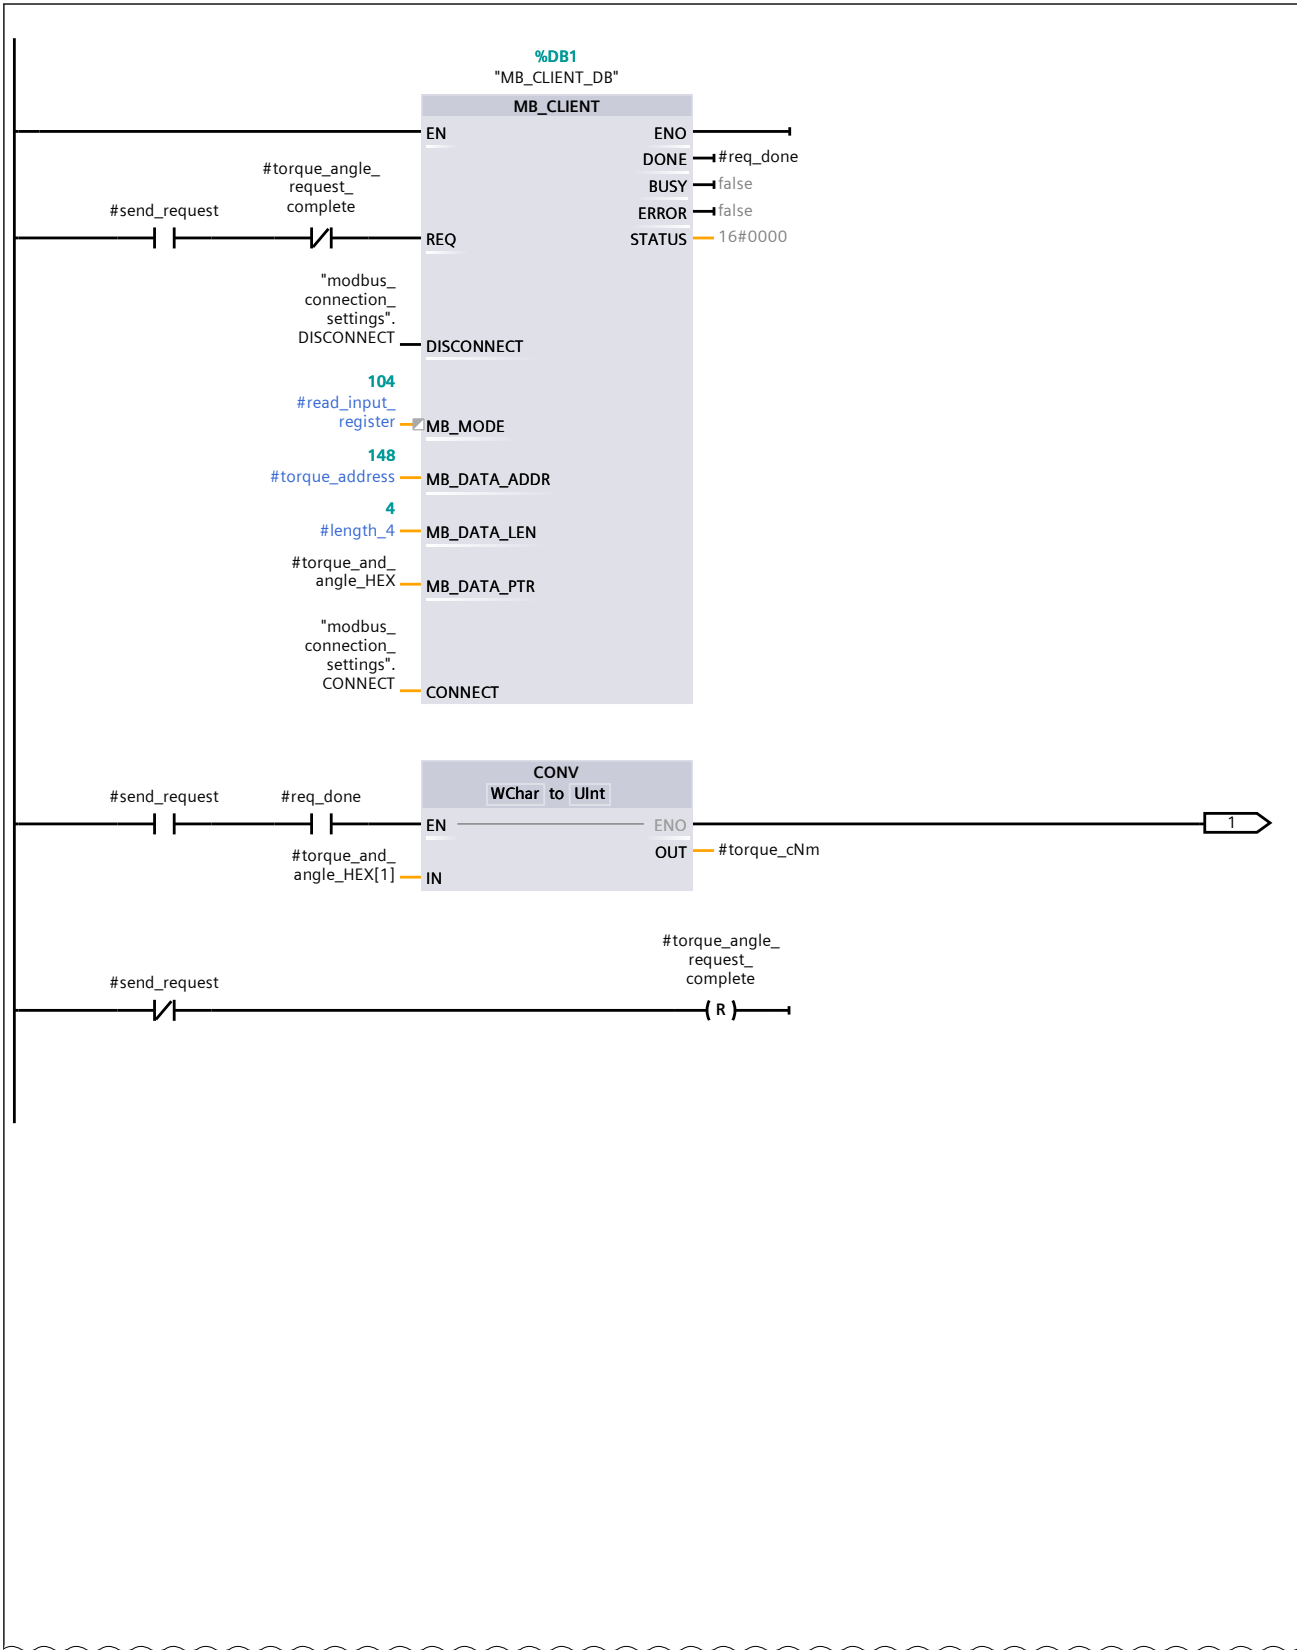 %DB1
"MB_CLIENT_DB"
MB_CLIENT
EN
ENO
DONE
#req_done
#torque_angle_
request_
complete
BUSY
false
#send_request
ERROR
false
REQ
STATUS
16#0000
"modbus_
connection_
settings".
DISCONNECT
DISCONNECT
104
#read_input_
register
MB_MODE
148
#torque_address
MB_DATA_ADDR
4
#length_4
MB_DATA_LEN
#torque_and_
angle_HEX
MB_DATA_PTR
"modbus_
connection_
settings".
CONNECT
CONNECT
CONV
WChar to UInt
#send_request
#req_done
EN
ENO
1
#torque_and_
angle_HEX[1]
OUT
#torque_cNm
IN
#torque_angle_
request_
complete
#send_request
R